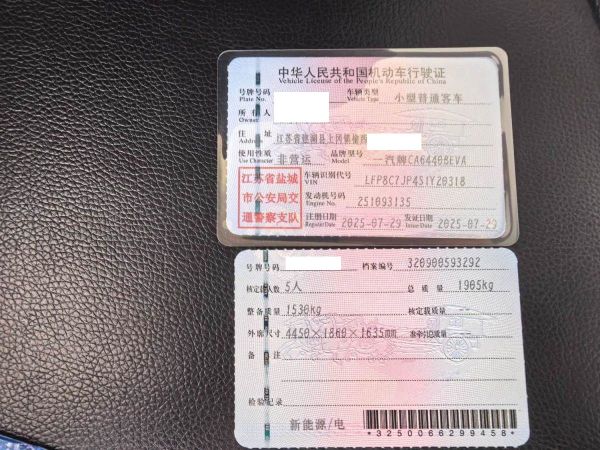 中华人民共和国机动车行驶证
Vehicle License of the People's Republic of China
号牌号码 Plate No. 车辆类型 Vehicle Type 小型普通客车
所有人 Owner
住址 Address 江苏省建湖县上冈镇
使用性质 Use Character 非营运 品牌型号 Model 一汽牌CA6440BEVA
江苏省盐城市公安局交通警察支队
车辆识别代号 VIN LFP8C7JP4S1Y20318
发动机号码 Engine No. 251093135
注册日期 Register Date 2025-07-29 发证日期 Issue Date 2025-07-29
号牌号码 档案编号 320900593292
核定载人数 5人 总质量 1905kg
整备质量 1530kg 核定载质量 --
外廓尺寸 4450×1860×1635mm 准牵引总质量 --
备注
检验记录
新能源/电
*3250066299458*